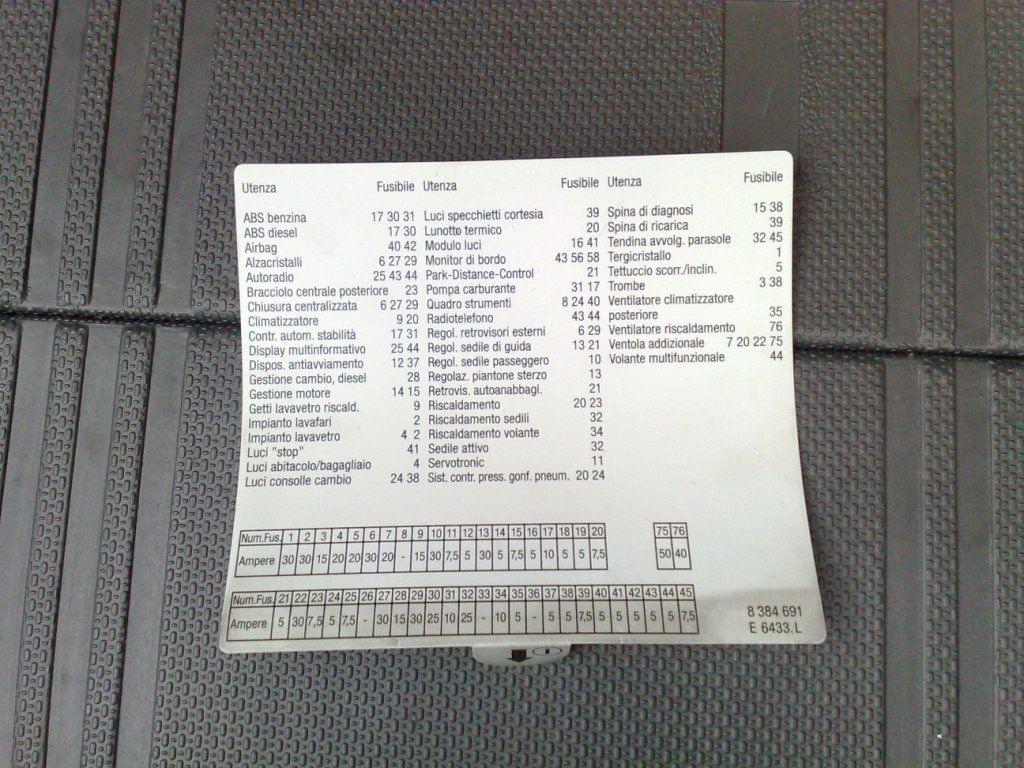 Utenza Fusibile
ABS benzina 17 30 31
ABS diesel 17 30
Airbag 40 42
Alzacristalli 6 27 29
Autoradio 25 43 44
Bracciolo centrale posteriore 23
Chiusura centralizzata 6 27 29
Climatizzatore 9 20
Contr. autom. stabilità 17 31
Display multinformativo 25 44
Dispos. antiavviamento 12 37
Gestione cambio, diesel 28
Gestione motore 14 15
Getti lavavetro riscald. 9
Impianto lavafari 2
Impianto lavavetro 4 2
Luci "stop" 41
Luci abitacolo/bagagliaio 4
Luci consolle cambio 24 38
Utenza Fusibile
Luci specchietti cortesia 39
Lunotto termico 20
Modulo luci 16 41
Monitor di bordo 43 56 58
Park-Distance-Control 21
Pompa carburante 31 17
Quadro strumenti 8 24 40
Radiotelefono 43 44
Regol. retrovisori esterni 6 29
Regol. sedile di guida 13 21
Regol. sedile passeggero 10
Regolaz. piantone sterzo 13
Retrovis. autoanabbagl. 21
Riscaldamento 20 23
Riscaldamento sedili 32
Riscaldamento volante 34
Sedile attivo 32
Servotronic 11
Sist. contr. press. gonf. pneum. 20 24
Utenza Fusibile
Spina di diagnosi 15 38
Spina di ricarica 39
Tendina avvolg. parasole 32 45
Tergicristallo 1
Tettuccio scorr./inclin. 5
Trombe 3 38
Ventilatore climatizzatore
posteriore 35
Ventilatore riscaldamento 76
Ventola addizionale 7 20 22 75
Volante multifunzionale 44
Num.Fus. 1 2 3 4 5 6 7 8 9 10 11 12 13 14 15 16 17 18 19 20 75 76
Ampere 30 30 15 20 20 30 20 - 15 30 7,5 5 30 5 7,5 5 10 5 5 7,5 50 40
Num.Fus. 21 22 23 24 25 26 27 28 29 30 31 32 33 34 35 36 37 38 39 40 41 42 43 44 45
Ampere 5 30 7,5 5 7,5 - 30 15 30 25 10 25 - 10 5 - 5 5 7,5 5 5 5 5 5 7,5
8 384 691
E 6433.L